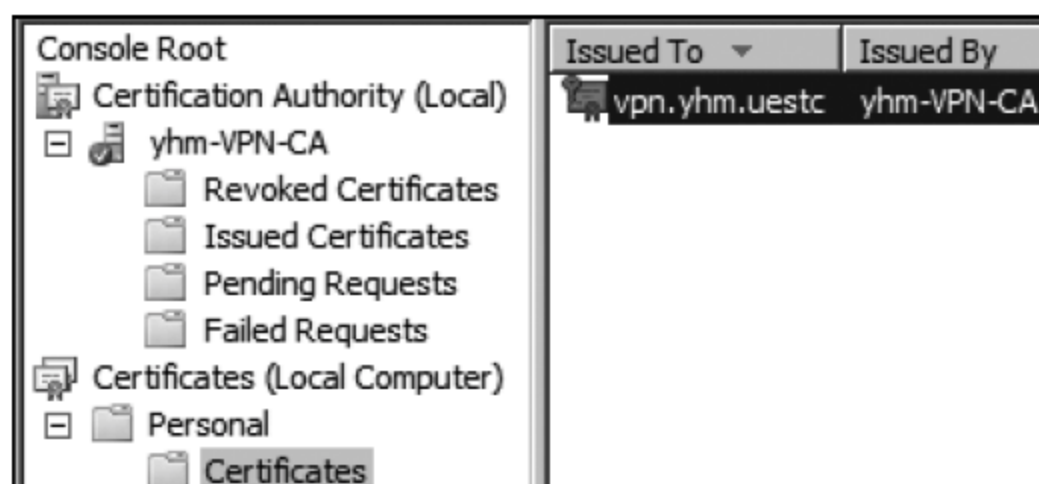 Console Root
Certification Authority (Local)
yhm-VPN-CA
Revoked Certificates
Issued Certificates
Pending Requests
Failed Requests
Certificates (Local Computer)
Personal
Certificates
Issued To Issued By
vpn.yhm.uestc yhm-VPN-CA